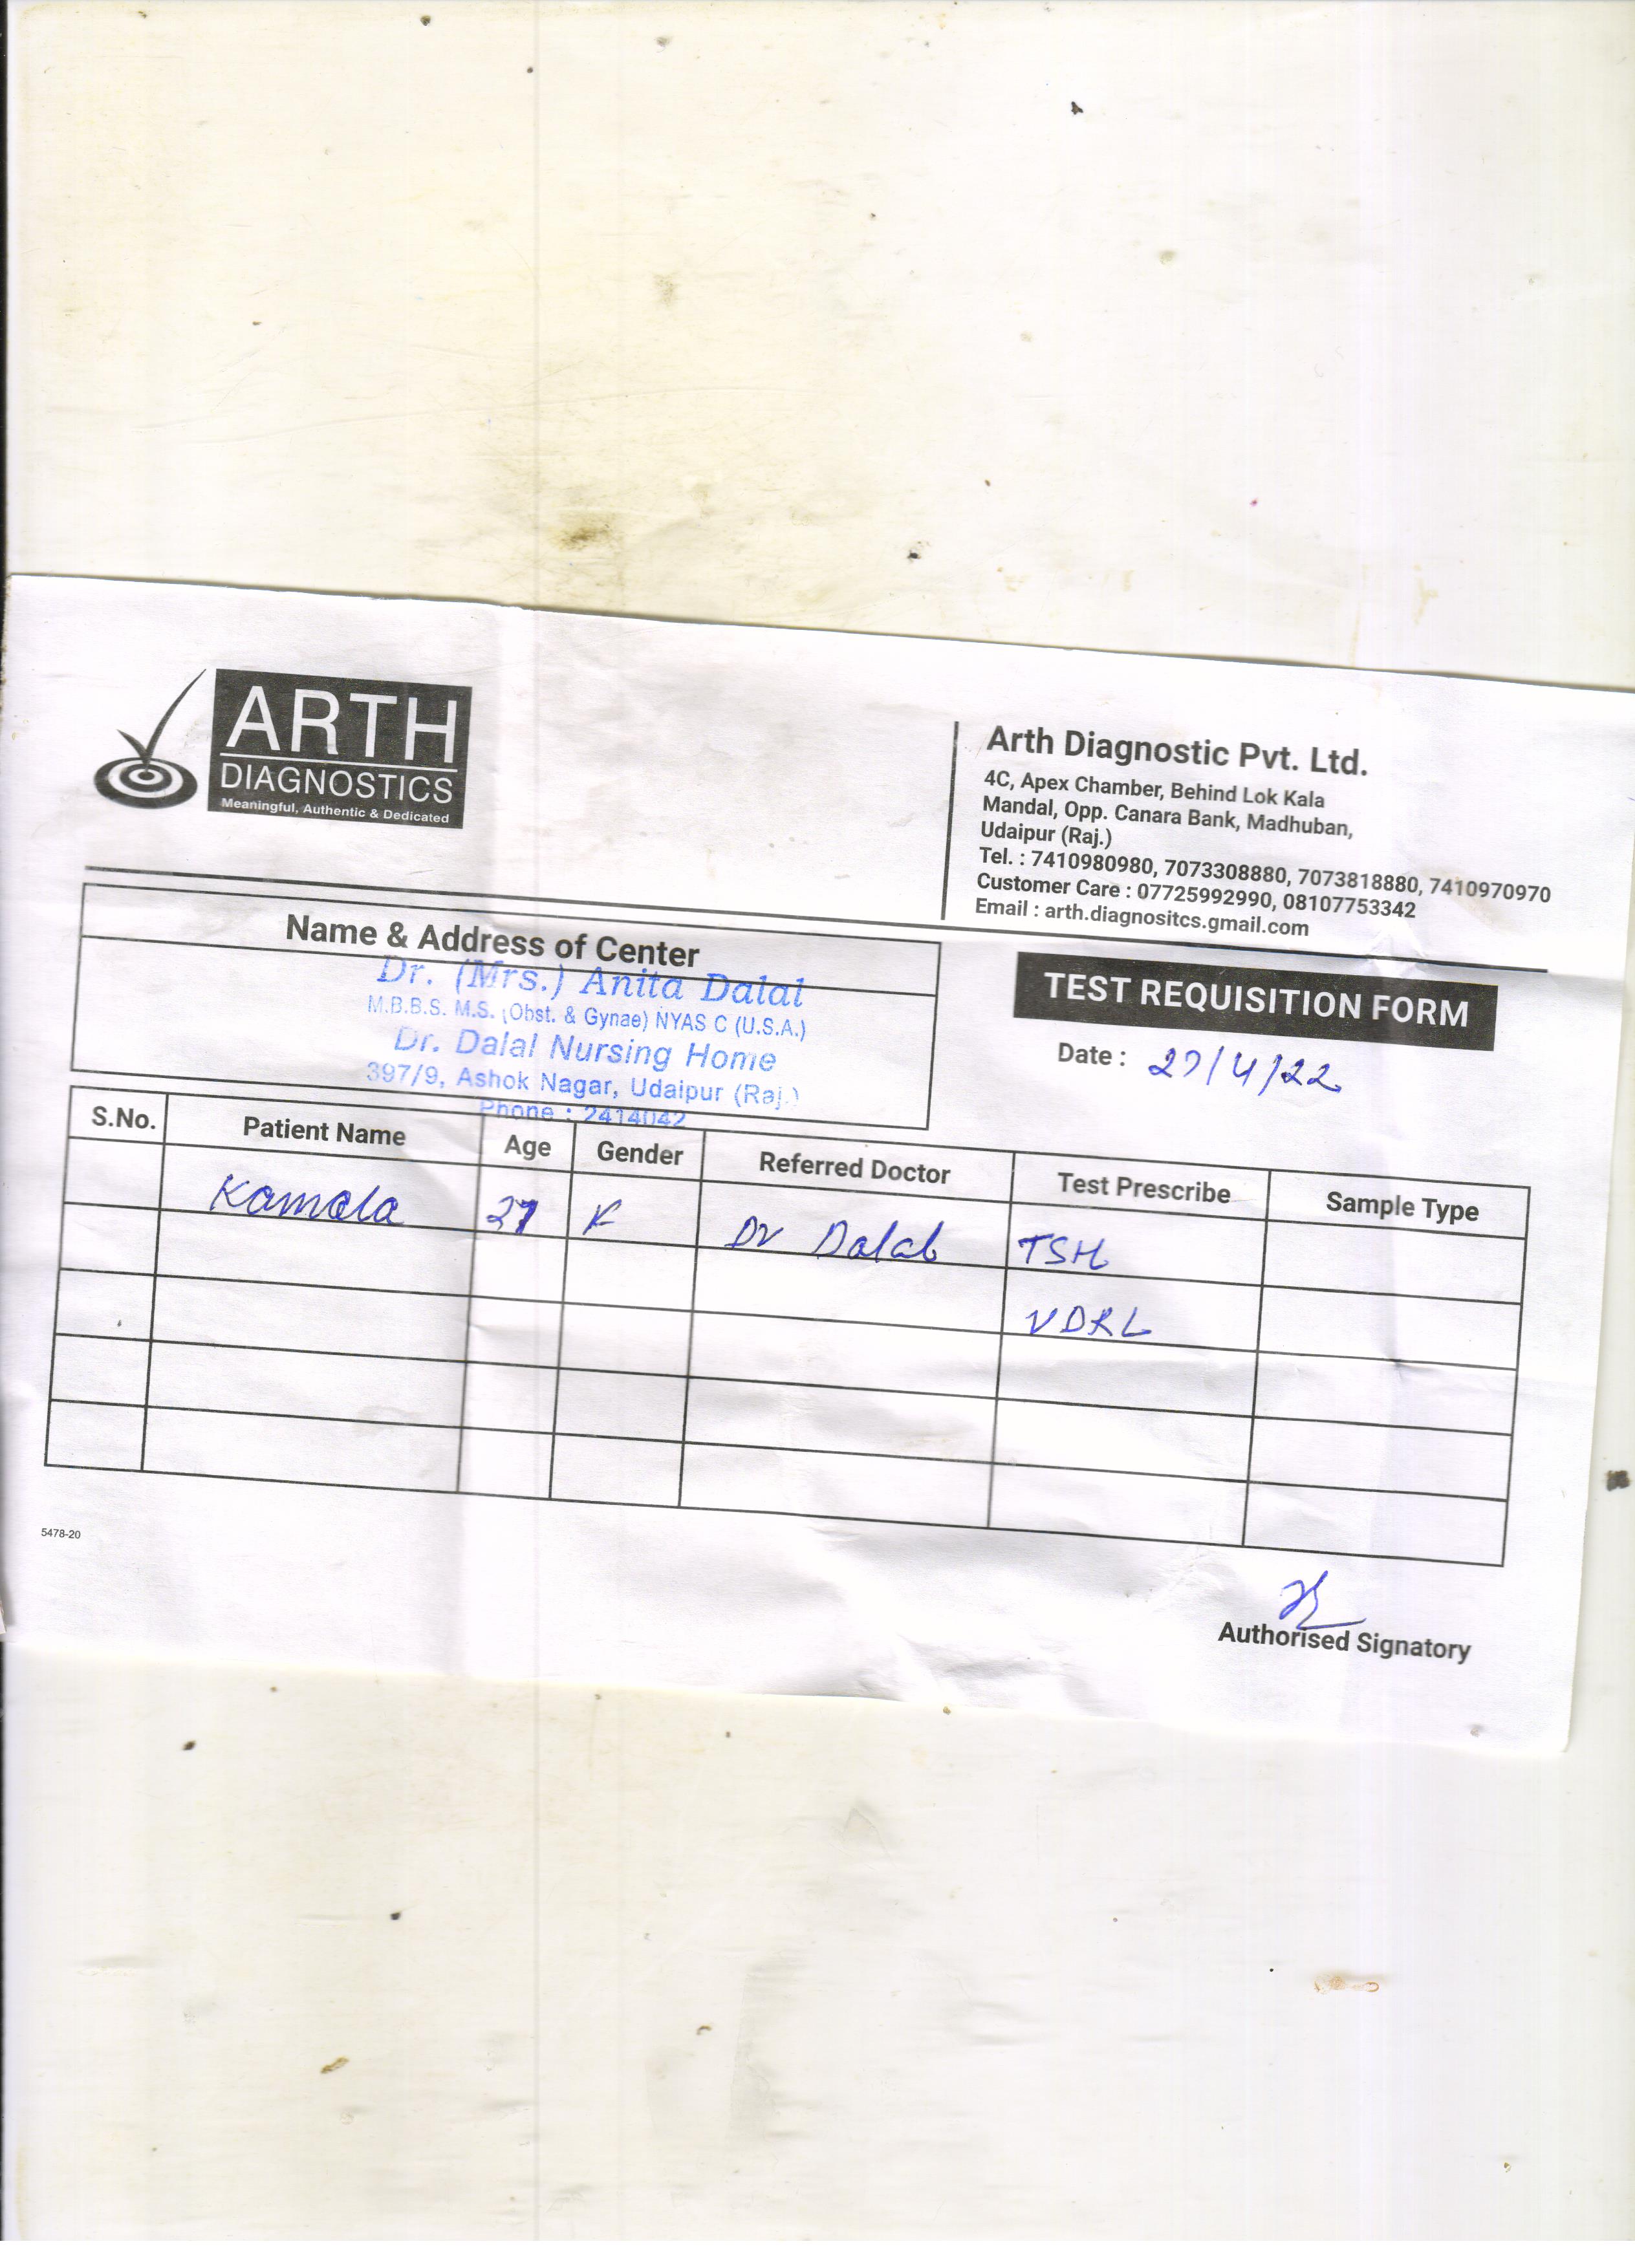 ARTH
DIAGNOSTICS
Meaningful, Authentic & Dedicated
Arth Diagnostic Pvt. Ltd.
4C, Apex Chamber, Behind Lok Kala
Mandal, Opp. Canara Bank, Madhuban,
Udaipur (Raj.)
Tel. : 7410980980, 7073308880, 7073818880, 7410970970
Customer Care : 07725992990, 08107753342
Email : arth.diagnositcs.gmail.com
Name & Address of Center
Dr. (Mrs.) Anita Dalal
M.B.B.S. M.S. (Obst. & Gynae) NYAS C (U.S.A.)
Dr. Dalal Nursing Home
397/9, Ashok Nagar, Udaipur (Raj.)
Phone : 2414042
TEST REQUISITION FORM
Date : 27/4/22
S.No. Patient Name Age Gender Referred Doctor Test Prescribe Sample Type
Kamala 27 F Dr Dalal TSH
VDRL
5478-20
Authorised Signatory